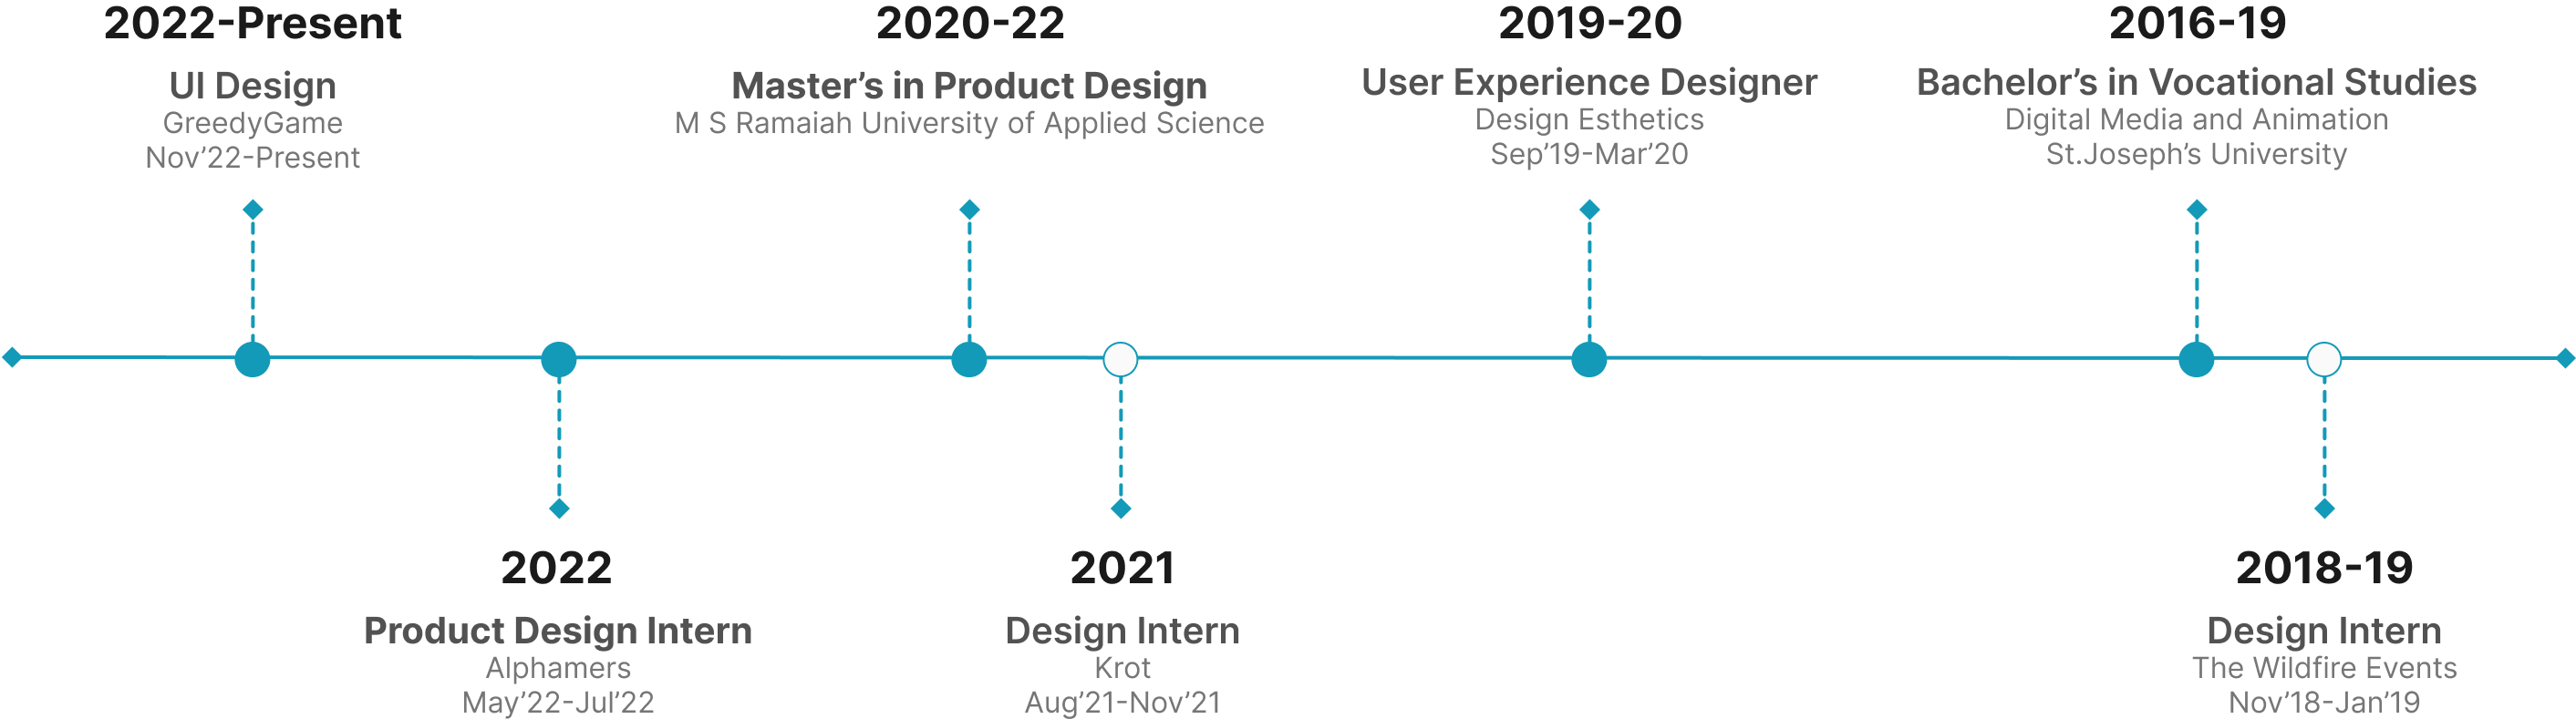 2022-Present
UI Design
GreedyGame
Nov’22-Present
2020-22
Master’s in Product Design
M S Ramaiah University of Applied Science
2019-20
User Experience Designer
Design Esthetics
Sep’19-Mar’20
2016-19
Bachelor’s in Vocational Studies
Digital Media and Animation
St.Joseph’s University
2022
Product Design Intern
Alphamers
May’22-Jul’22
2021
Design Intern
Krot
Aug’21-Nov’21
2018-19
Design Intern
The Wildfire Events
Nov’18-Jan’19